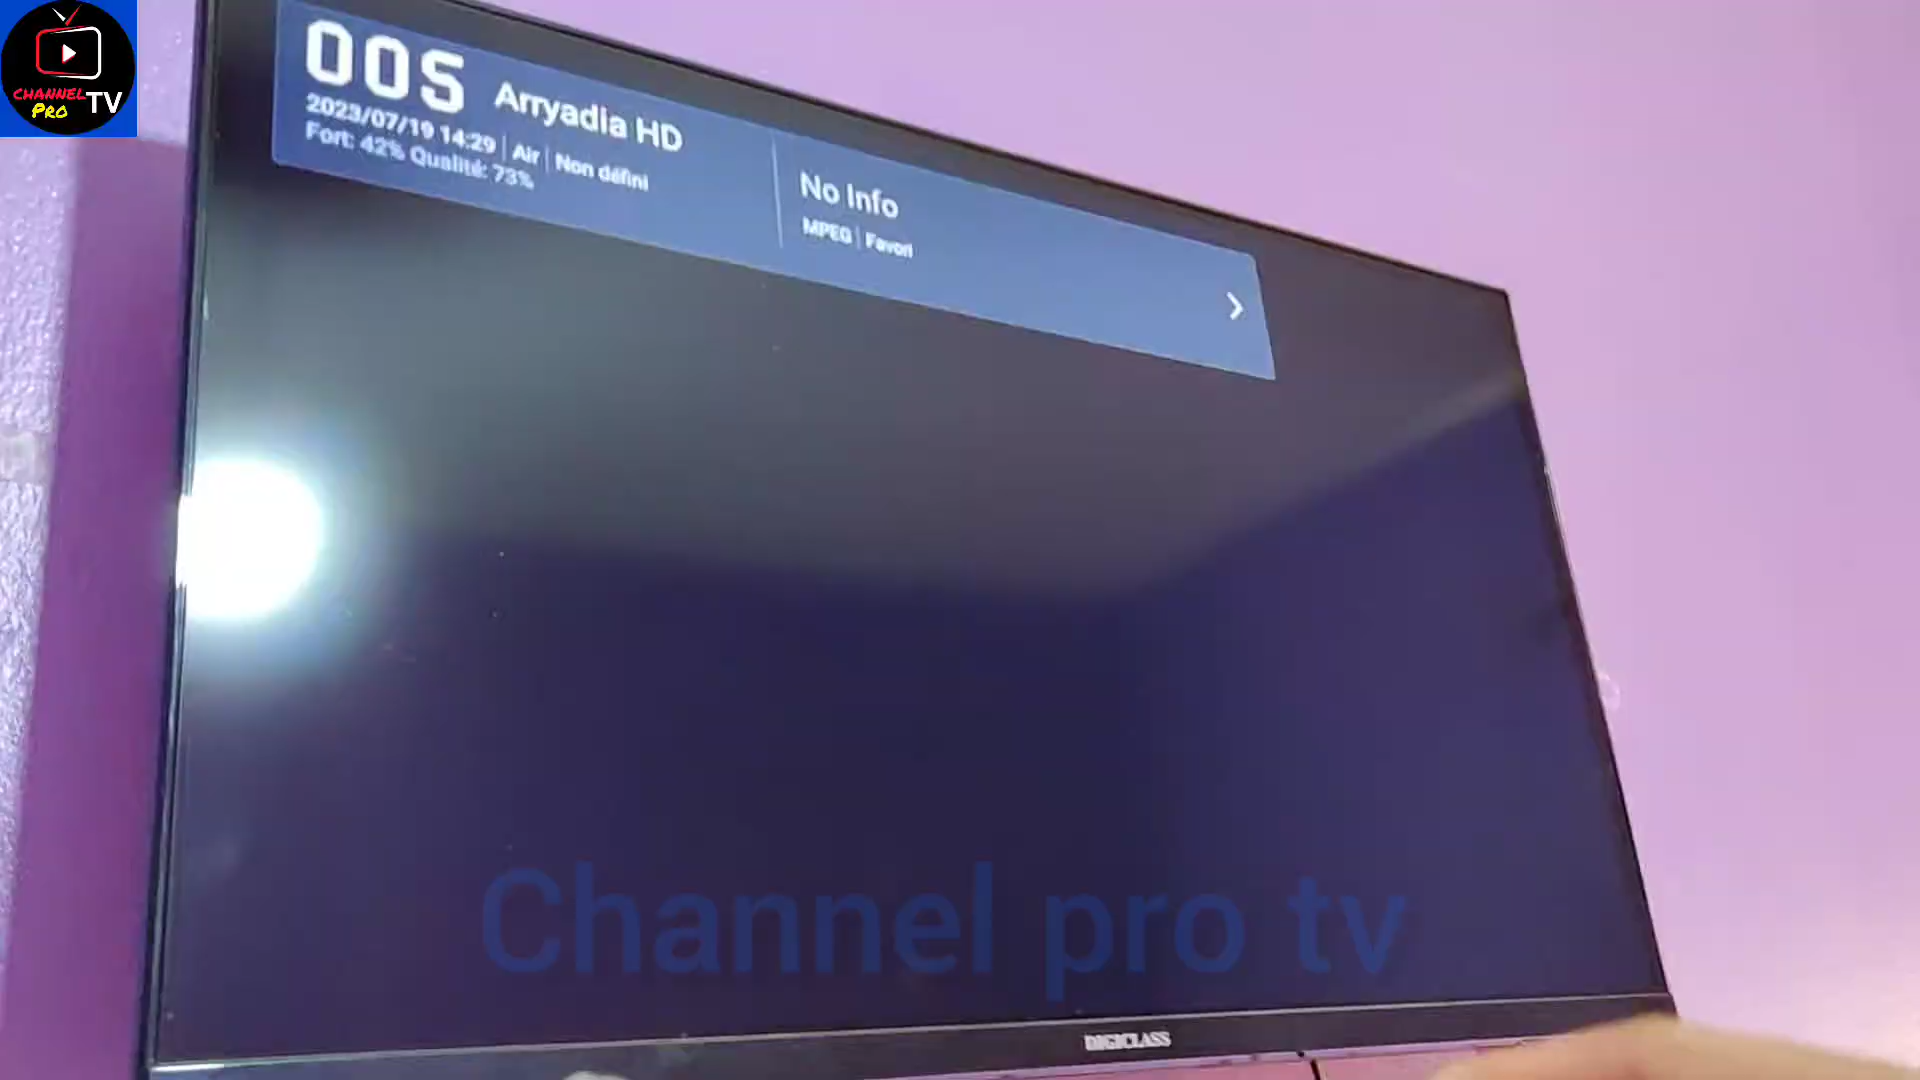 CHANNEL
PRO
TV
005 Arryadia HD
2023/07/19 14:29 | Air | Non défini
Fort: 42% Qualité: 73%
No Info
MPEG | Favori
Channel pro tv
DIGICLASS